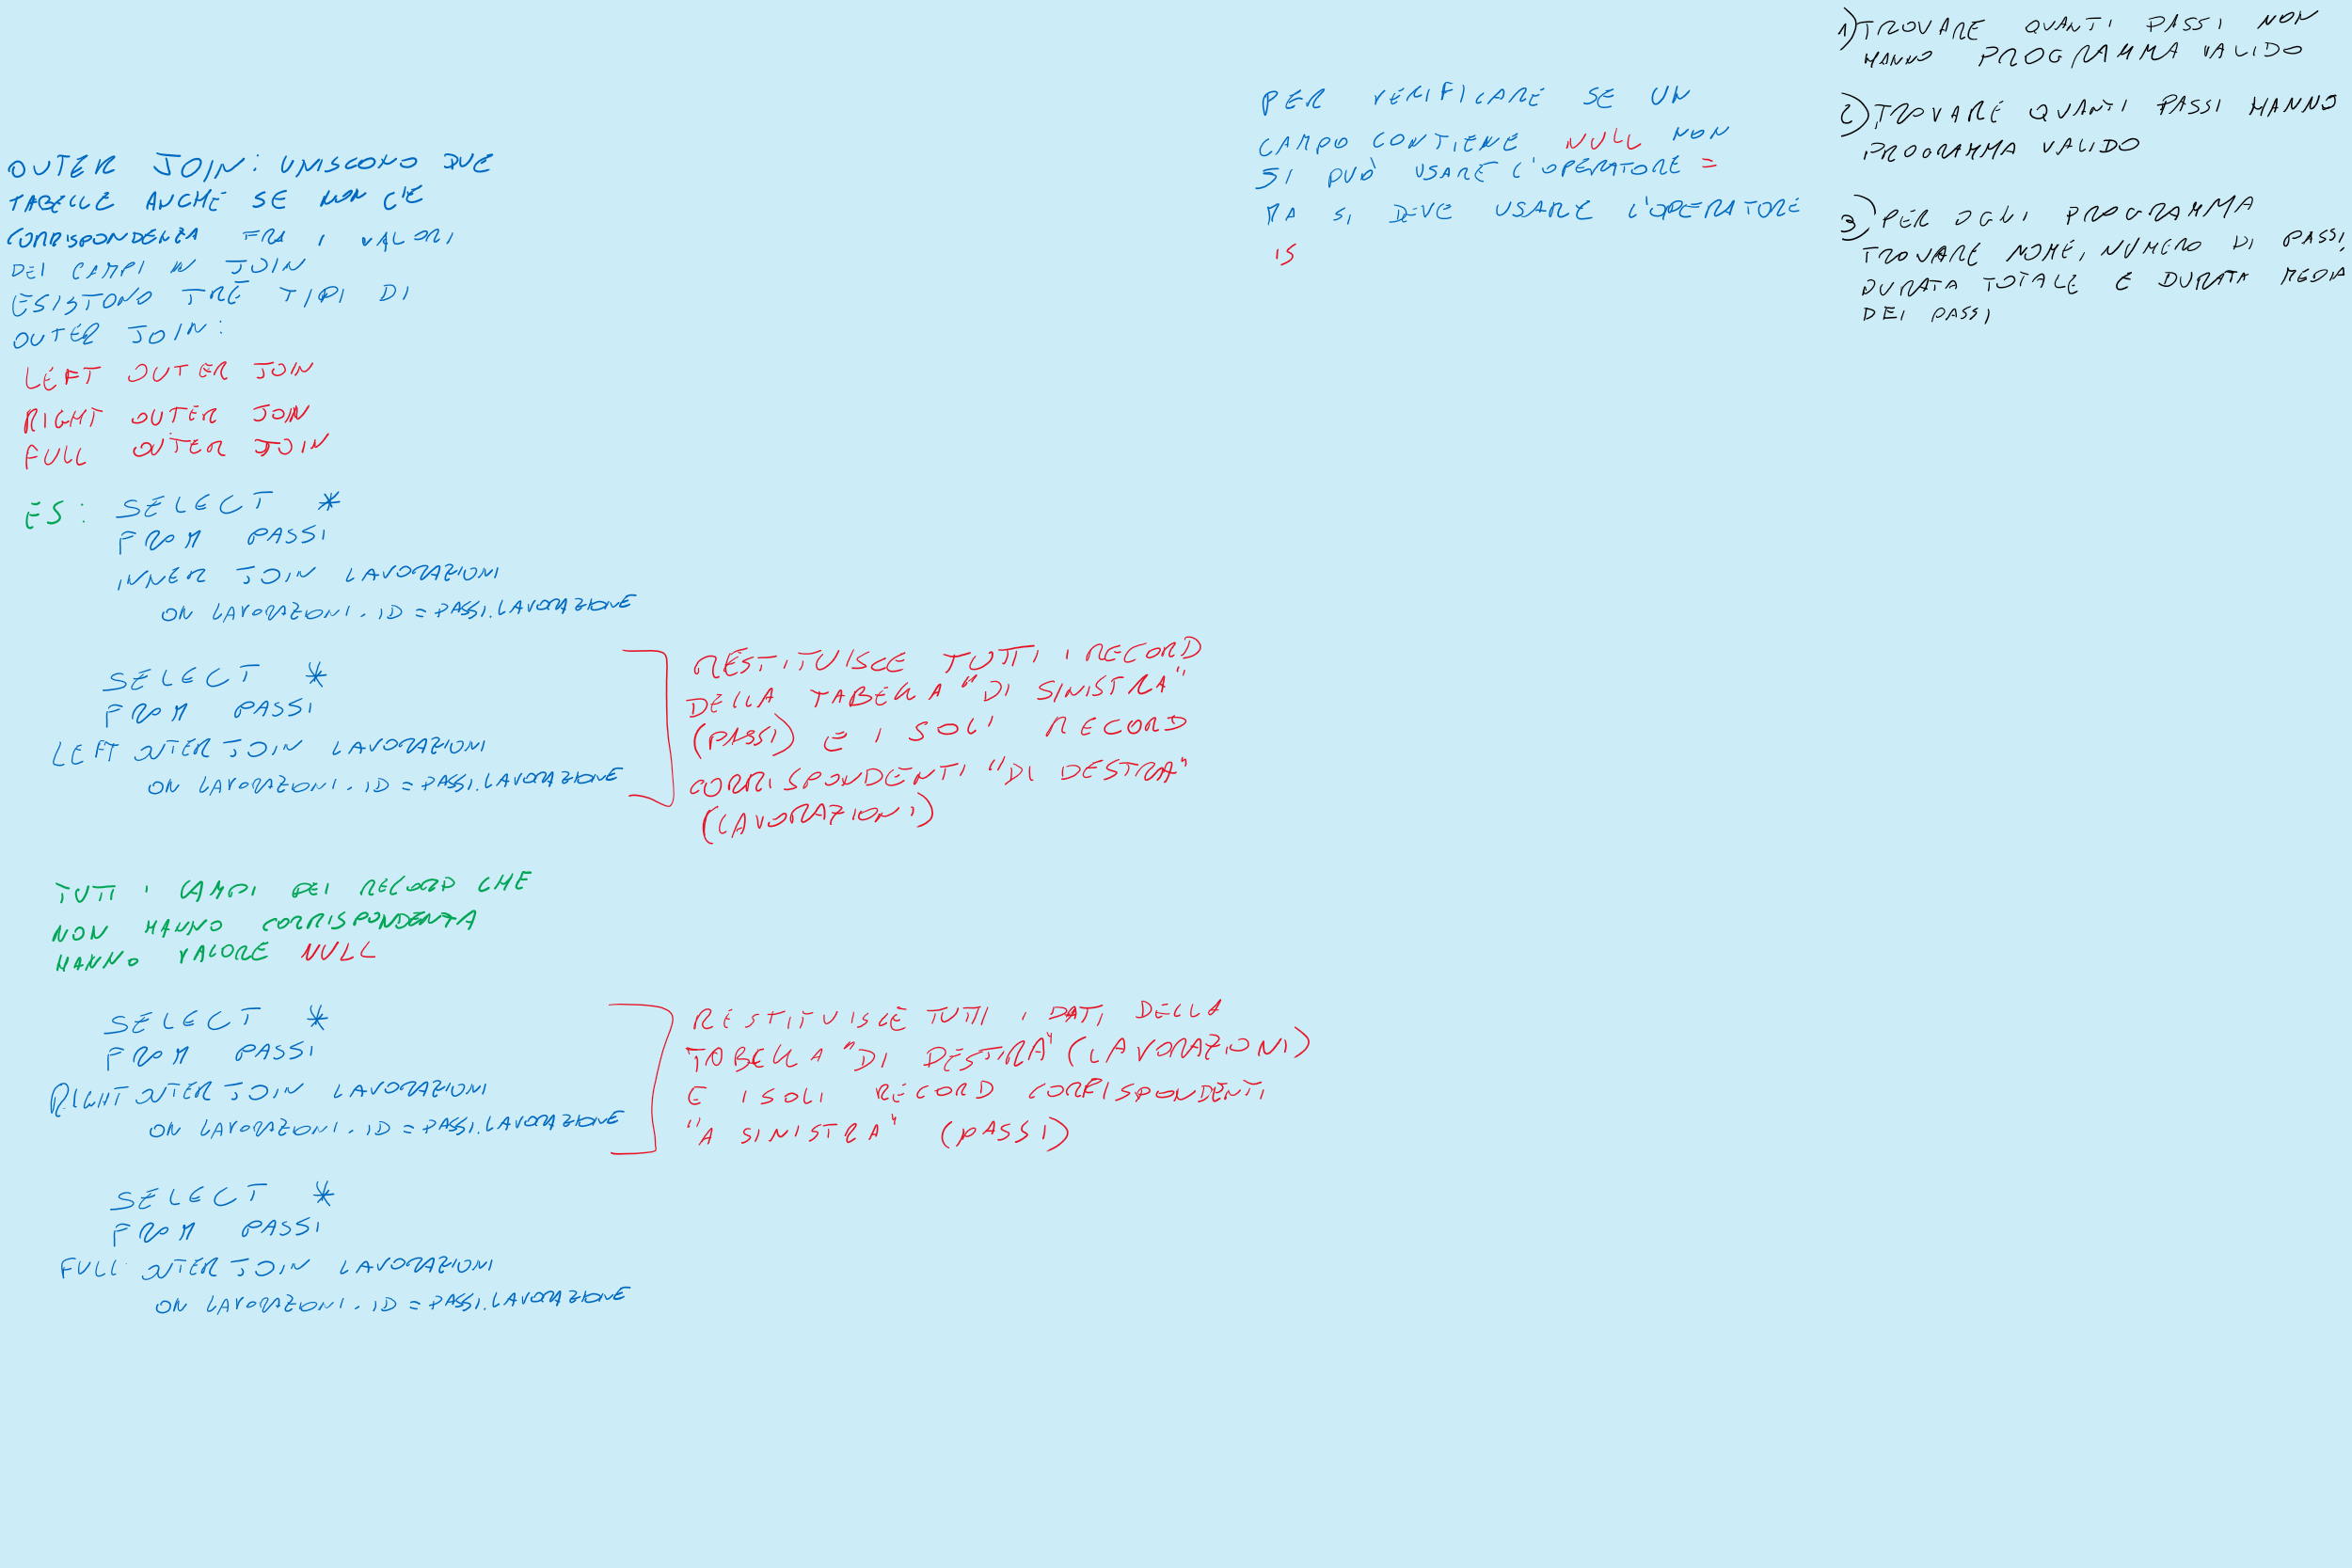 OUTER JOIN: UNISCONO DUE
TABELLE ANCHE SE NON C'È
CORRISPONDENZA FRA I VALORI
DEI CAMPI IN JOIN
ESISTONO TRE TIPI DI
OUTER JOIN:
LEFT OUTER JOIN
RIGHT OUTER JOIN
FULL OUTER JOIN
ES: SELECT *
FROM PASSI
INNER JOIN LAVORAZIONI
ON LAVORAZIONI.ID = PASSI.LAVORAZIONE
SELECT *
FROM PASSI
LEFT OUTER JOIN LAVORAZIONI
ON LAVORAZIONI.ID = PASSI.LAVORAZIONE
RESTITUISCE TUTTI I RECORD
DELLA TABELLA "DI SINISTRA"
(PASSI) E I SOLI RECORD
CORRISPONDENTI "DI DESTRA"
(LAVORAZIONI)
TUTTI I CAMPI DEI RECORD CHE
NON HANNO CORRISPONDENZA
HANNO VALORE NULL
SELECT *
FROM PASSI
RIGHT OUTER JOIN LAVORAZIONI
ON LAVORAZIONI.ID = PASSI.LAVORAZIONE
RESTITUISCE TUTTI I DATI DELLA
TABELLA "DI DESTRA" (LAVORAZIONI)
E I SOLI RECORD CORRISPONDENTI
"A SINISTRA" (PASSI)
SELECT *
FROM PASSI
FULL OUTER JOIN LAVORAZIONI
ON LAVORAZIONI.ID = PASSI.LAVORAZIONE
PER VERIFICARE SE UN
CAMPO CONTIENE NULL NON
SI PUÒ USARE L'OPERATORE =
MA SI DEVE USARE L'OPERATORE
IS
1) TROVARE QUANTI PASSI NON
HANNO PROGRAMMA VALIDO
2) TROVARE QUANTI PASSI HANNO
PROGRAMMA VALIDO
3) PER OGNI PROGRAMMA
TROVARE NOME, NUMERO DI PASSI,
DURATA TOTALE E DURATA MEDIA
DEI PASSI